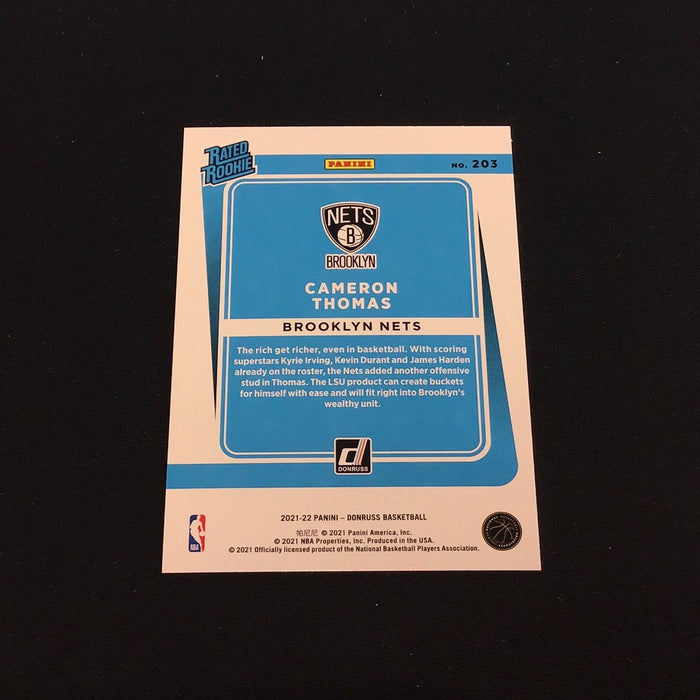 RATED
ROOKIE
PANINI
NO. 203
NETS
B
BROOKLYN
CAMERON
THOMAS
BROOKLYN NETS
The rich get richer, even in basketball. With scoring
superstars Kyrie Irving, Kevin Durant and James Harden
already on the roster, the Nets added another offensive
stud in Thomas. The LSU product can create buckets
for himself with ease and will fit right into Brooklyn's
wealthy unit.
d
DONRUSS
2021-22 PANINI – DONRUSS BASKETBALL
帕尼尼 © 2021 Panini America, Inc.
© 2021 NBA Properties, Inc. Produced in the USA.
© 2021 Officially licensed product of the National Basketball Players Association.
NBA